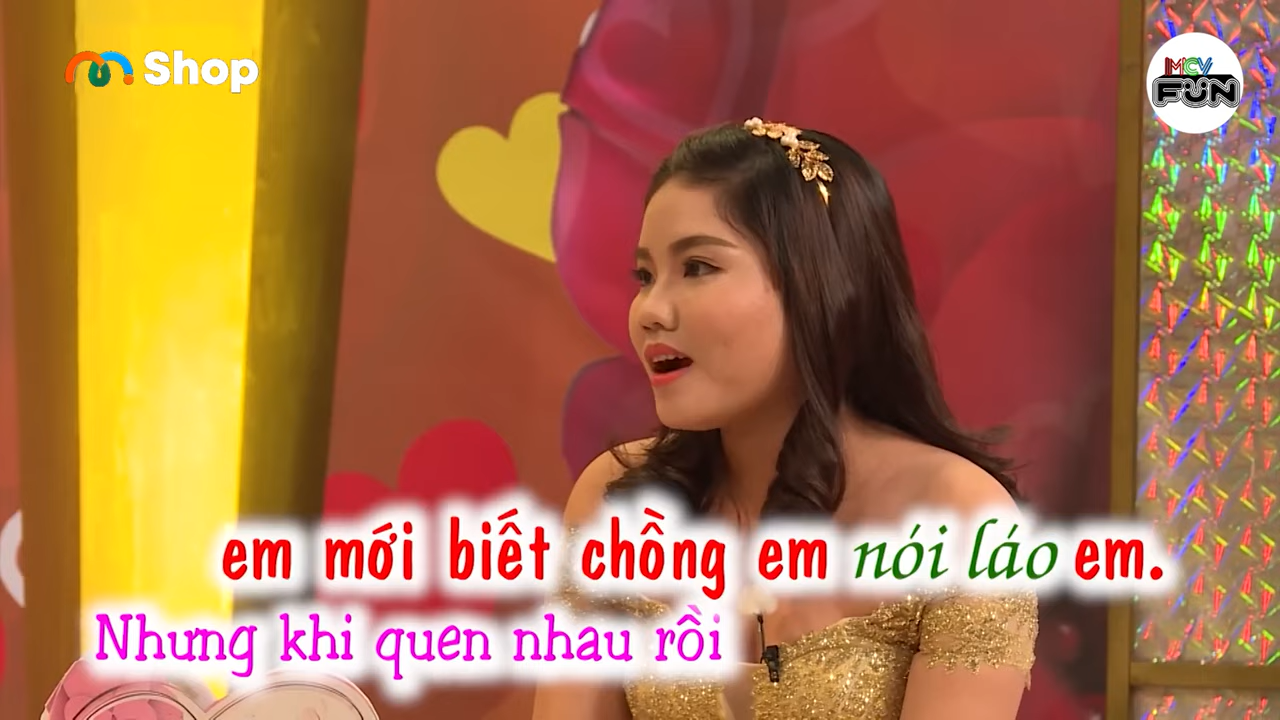 Shop
MCV
FUN
em mới biết chồng em nói láo em.
Nhưng khi quen nhau rồi